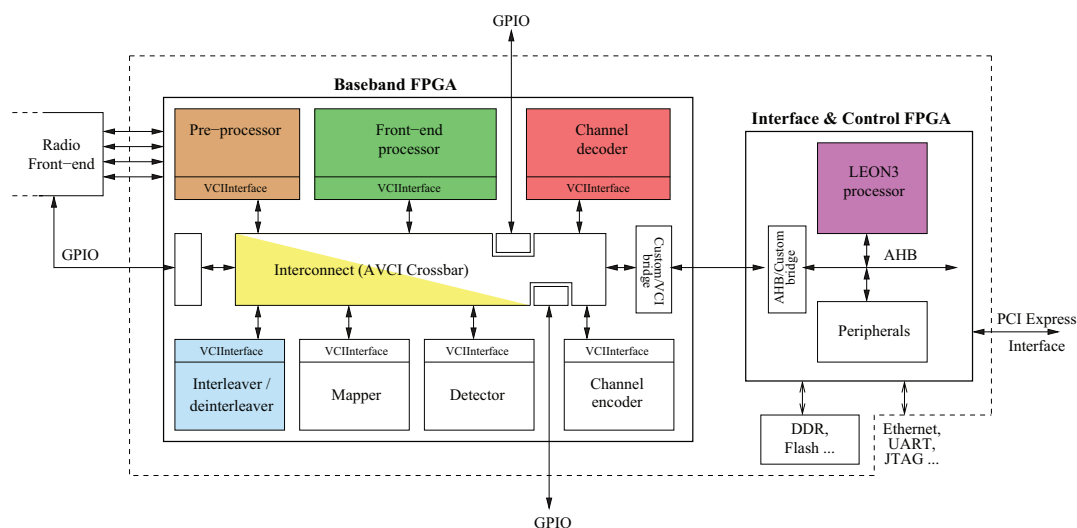 GPIO
Baseband FPGA
Pre−processor
VCIInterface
Front−end
processor
VCIInterface
Channel
decoder
VCIInterface
Radio
Front−end
GPIO
Interconnect (AVCI Crossbar)
Custom/VCI
bridge
VCIInterface
Interleaver /
deinterleaver
VCIInterface
Mapper
VCIInterface
Detector
VCIInterface
Channel
encoder
GPIO
Interface & Control FPGA
LEON3
processor
AHB/Custom
bridge
AHB
Peripherals
PCI Express
Interface
DDR,
Flash ...
Ethernet,
UART,
JTAG ...